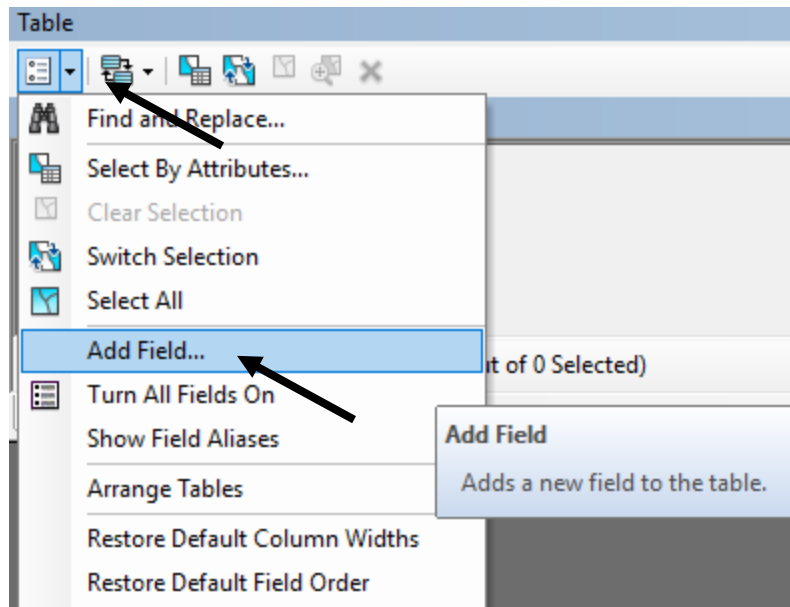 Table
Find and Replace...
Select By Attributes...
Clear Selection
Switch Selection
Select All
Add Field...
t of 0 Selected)
Turn All Fields On
Show Field Aliases
Add Field
Adds a new field to the table.
Arrange Tables
Restore Default Column Widths
Restore Default Field Order